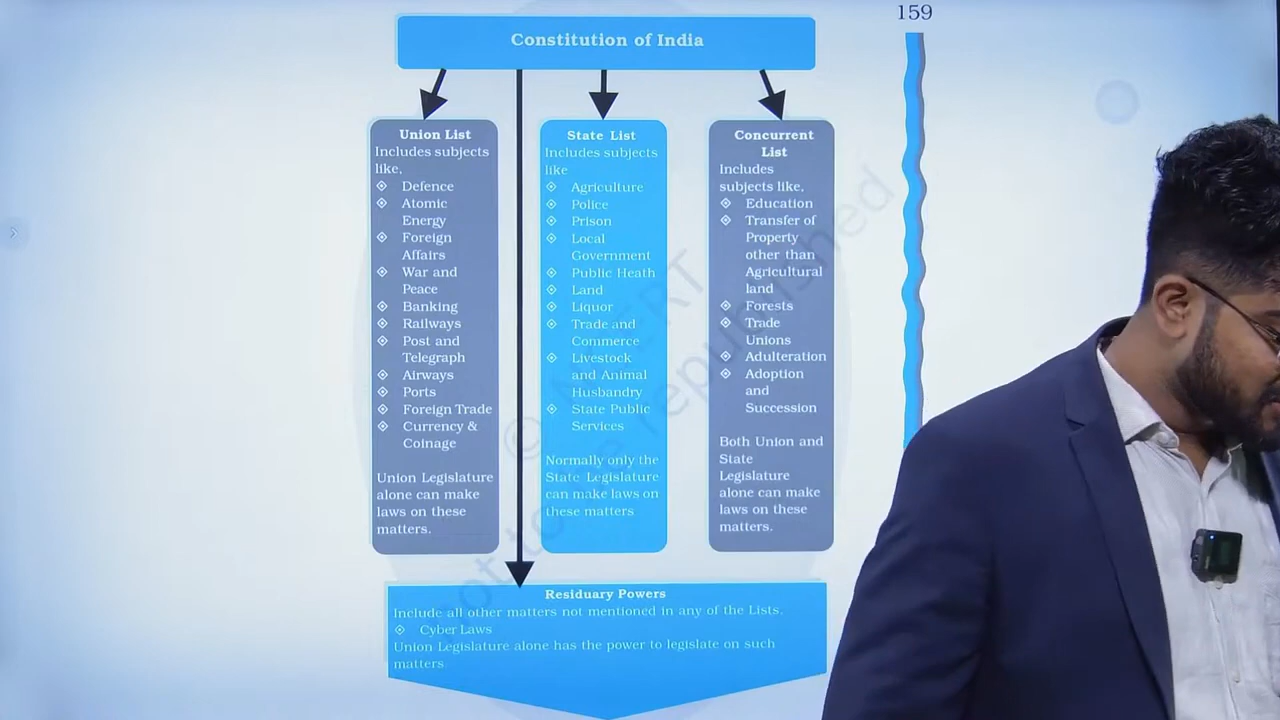 159
Constitution of India
Union List
Includes subjects
like,
Defence
Atomic
Energy
Foreign
Affairs
War and
Peace
Banking
Railways
Post and
Telegraph
Airways
Ports
Foreign Trade
Currency &
Coinage
Union Legislature
alone can make
laws on these
matters.
State List
Includes subjects
like
Agriculture
Police
Prison
Local
Government
Public Heath
Land
Liquor
Trade and
Commerce
Livestock
and Animal
Husbandry
State Public
Services
Normally only the
State Legislature
can make laws on
these matters
Concurrent
List
Includes
subjects like,
Education
Transfer of
Property
other than
Agricultural
land
Forests
Trade
Unions
Adulteration
Adoption
and
Succession
Both Union and
State
Legislature
alone can make
laws on these
matters.
Residuary Powers
Include all other matters not mentioned in any of the Lists.
Cyber Laws
Union Legislature alone has the power to legislate on such
matters
©
republished